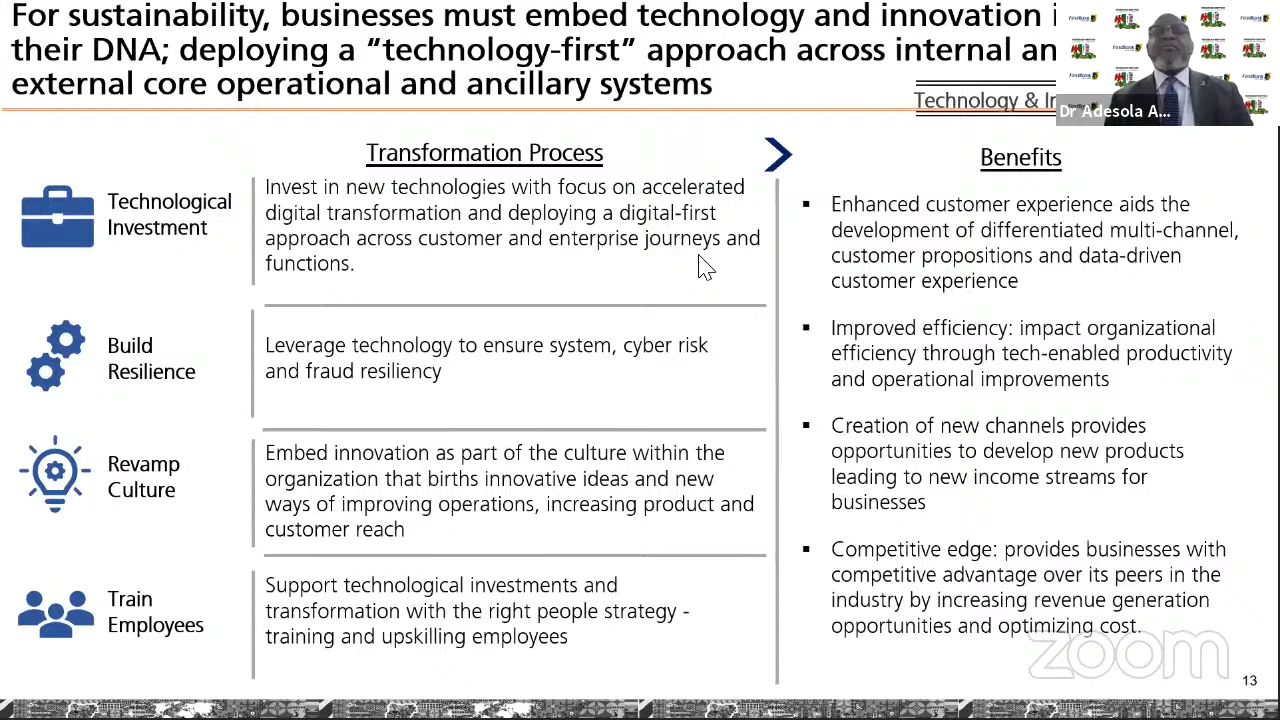 For sustainability, businesses must embed technology and innovation i
their DNA; deploying a “technology-first” approach across internal an
external core operational and ancillary systems
Technology & I
Dr Adesola A...
Transformation Process
Benefits
Technological
Investment
Invest in new technologies with focus on accelerated
digital transformation and deploying a digital-first
approach across customer and enterprise journeys and
functions.
Build
Resilience
Leverage technology to ensure system, cyber risk
and fraud resiliency
Revamp
Culture
Embed innovation as part of the culture within the
organization that births innovative ideas and new
ways of improving operations, increasing product and
customer reach
Train
Employees
Support technological investments and
transformation with the right people strategy -
training and upskilling employees
▪ Enhanced customer experience aids the
development of differentiated multi-channel,
customer propositions and data-driven
customer experience
▪ Improved efficiency: impact organizational
efficiency through tech-enabled productivity
and operational improvements
▪ Creation of new channels provides
opportunities to develop new products
leading to new income streams for
businesses
▪ Competitive edge: provides businesses with
competitive advantage over its peers in the
industry by increasing revenue generation
opportunities and optimizing cost.
zoom
13
FirstBank
FirstBank
FirstBank
FirstBank
FirstBank